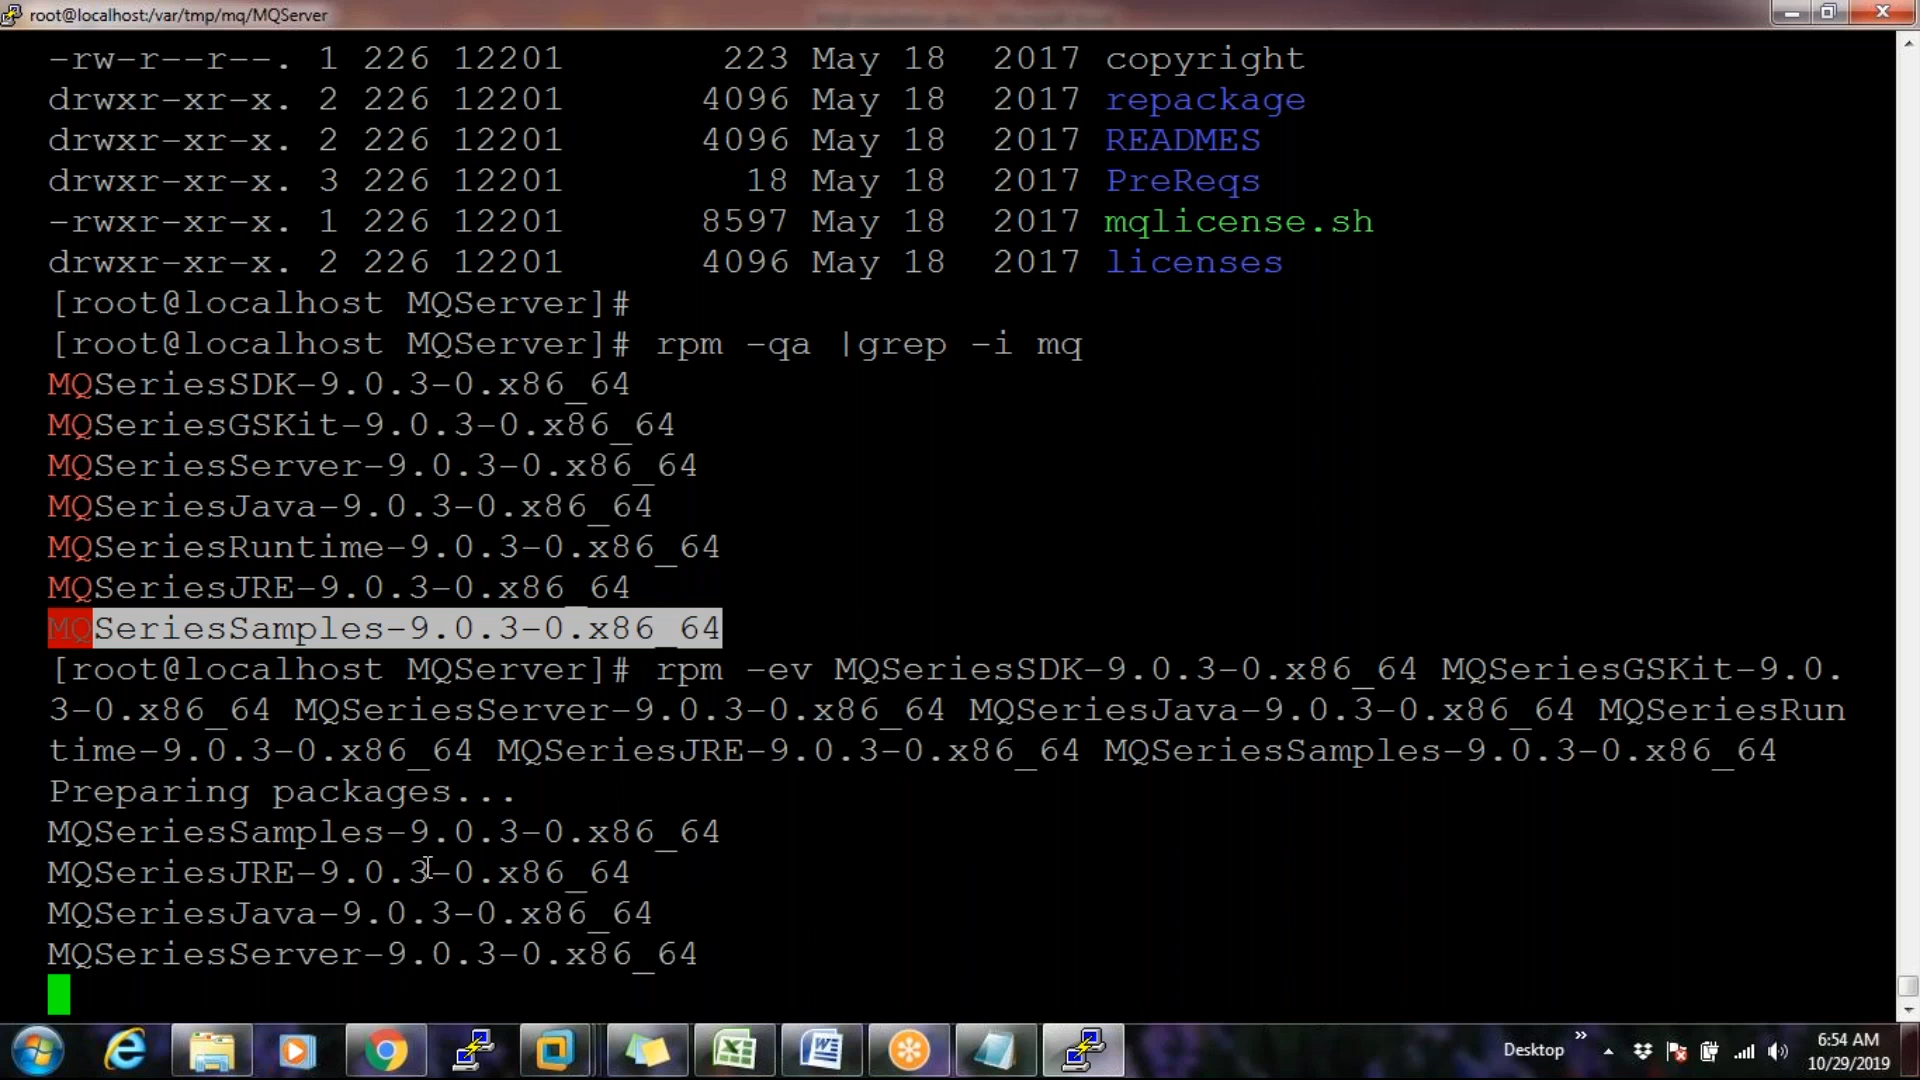 root@localhost:/var/tmp/mq/MQServer
-rw-r--r--. 1 226 12201 223 May 18 2017 copyright
drwxr-xr-x. 2 226 12201 4096 May 18 2017 repackage
drwxr-xr-x. 2 226 12201 4096 May 18 2017 READMES
drwxr-xr-x. 3 226 12201 18 May 18 2017 PreReqs
-rwxr-xr-x. 1 226 12201 8597 May 18 2017 mqlicense.sh
drwxr-xr-x. 2 226 12201 4096 May 18 2017 licenses
[root@localhost MQServer]#
[root@localhost MQServer]# rpm -qa |grep -i mq
MQSeriesSDK-9.0.3-0.x86_64
MQSeriesGSKit-9.0.3-0.x86_64
MQSeriesServer-9.0.3-0.x86_64
MQSeriesJava-9.0.3-0.x86_64
MQSeriesRuntime-9.0.3-0.x86_64
MQSeriesJRE-9.0.3-0.x86_64
MQSeriesSamples-9.0.3-0.x86_64
[root@localhost MQServer]# rpm -ev MQSeriesSDK-9.0.3-0.x86_64 MQSeriesGSKit-9.0.
3-0.x86_64 MQSeriesServer-9.0.3-0.x86_64 MQSeriesJava-9.0.3-0.x86_64 MQSeriesRun
time-9.0.3-0.x86_64 MQSeriesJRE-9.0.3-0.x86_64 MQSeriesSamples-9.0.3-0.x86_64
Preparing packages...
MQSeriesSamples-9.0.3-0.x86_64
MQSeriesJRE-9.0.3-0.x86_64
MQSeriesJava-9.0.3-0.x86_64
MQSeriesServer-9.0.3-0.x86_64
Desktop
6:54 AM
10/29/2019